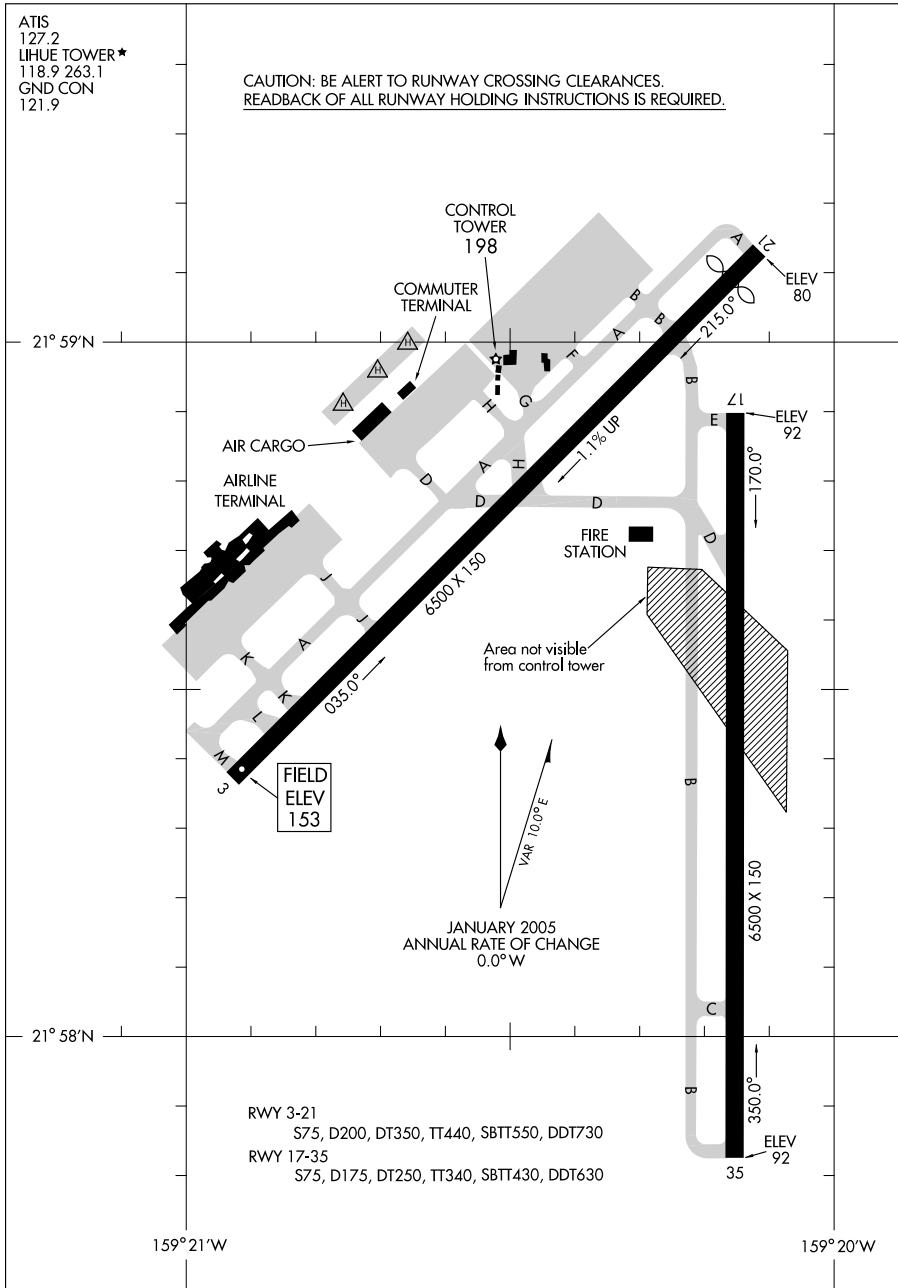 ATIS
127.2
LIHUE TOWER★
118.9 263.1
GND CON
121.9
CAUTION: BE ALERT TO RUNWAY CROSSING CLEARANCES.
READBACK OF ALL RUNWAY HOLDING INSTRUCTIONS IS REQUIRED.
CONTROL
TOWER
198
COMMUTER
TERMINAL
A
21
ELEV
80
B
B
B
A
F
215.0°
21° 59'N
H
H
H
B
G
H
E
17
ELEV
92
AIR CARGO
1.1% UP
170.0°
AIRLINE
TERMINAL
D
A
H
D
D
D
FIRE
STATION
6500 X 150
J
J
A
K
K
L
M
3
035.0°
Area not visible
from control tower
FIELD
ELEV
153
VAR 10.0° E
B
6500 X 150
JANUARY 2005
ANNUAL RATE OF CHANGE
0.0° W
C
21° 58'N
B
350.0°
RWY 3-21
S75, D200, DT350, TT440, SBTT550, DDT730
RWY 17-35
S75, D175, DT250, TT340, SBTT430, DDT630
ELEV
92
35
159° 21'W
159° 20'W